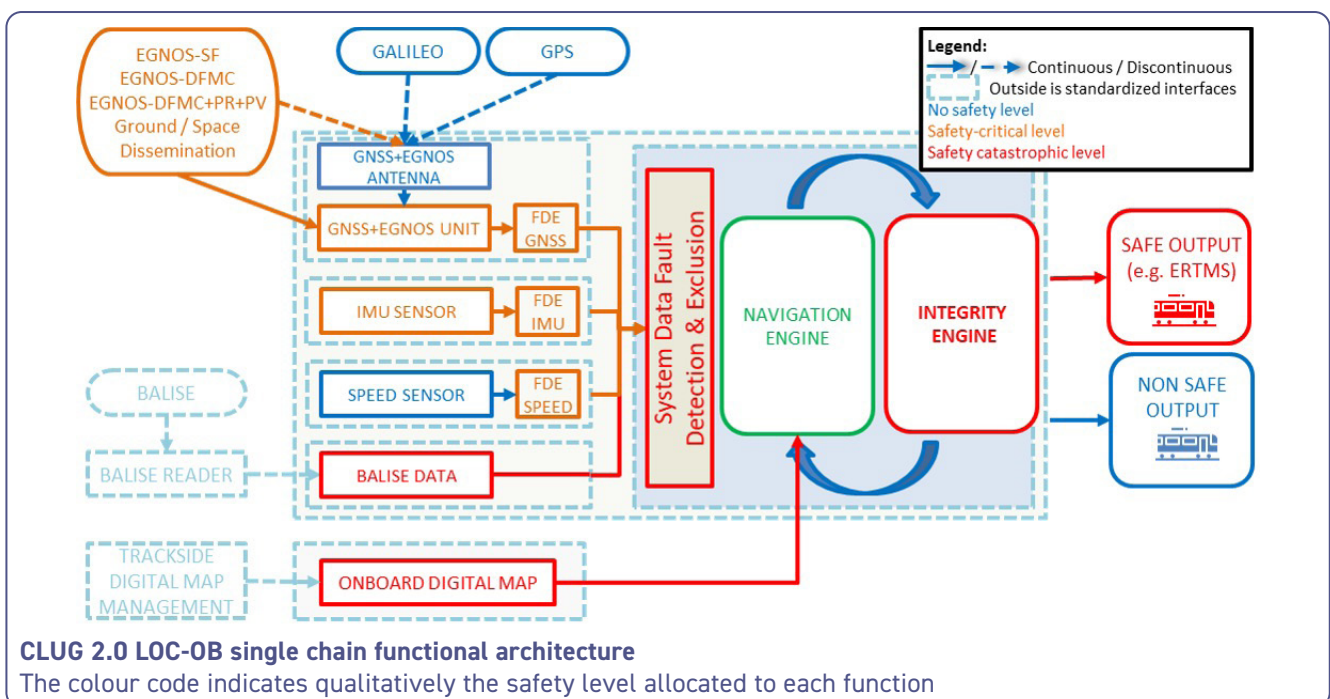 EGNOS-SF
EGNOS-DFMC
EGNOS-DFMC+PR+PV
Ground / Space
Dissemination
GALILEO
GPS
Legend:
/ Continuous / Discontinuous
Outside is standardized interfaces
No safety level
Safety-critical level
Safety catastrophic level
GNSS+EGNOS
ANTENNA
GNSS+EGNOS UNIT
FDE
GNSS
IMU SENSOR
FDE
IMU
SPEED SENSOR
FDE
SPEED
BALISE
BALISE READER
BALISE DATA
TRACKSIDE
DIGITAL MAP
MANAGEMENT
ONBOARD DIGITAL MAP
System Data Fault
Detection & Exclusion
NAVIGATION
ENGINE
INTEGRITY
ENGINE
SAFE OUTPUT
(e.g. ERTMS)
NON SAFE
OUTPUT
CLUG 2.0 LOC-OB single chain functional architecture
The colour code indicates qualitatively the safety level allocated to each function